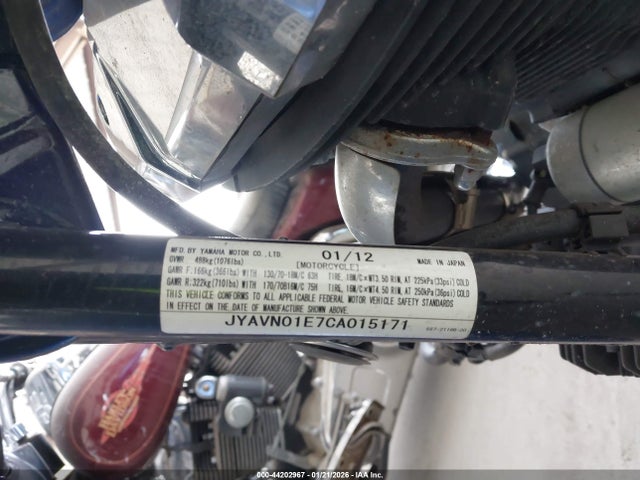 MFD. BY YAMAHA MOTOR CO., LTD. 01/12 MADE IN JAPAN
GVWR 488kg(1076lbs) [MOTORCYCLE]
GAWR F:166kg(366lbs) WITH 130/70-18M/C 63H TIRE, 18M/C×MT3.50 RIM, AT 225kPa(33psi) COLD
GAWR R:322kg(710lbs) WITH 170/70B16M/C 75H TIRE, 16M/C×MT4.50 RIM, AT 250kPa(36psi) COLD
THIS VEHICLE CONFORMS TO ALL APPLICABLE FEDERAL MOTOR VEHICLE SAFETY STANDARDS
IN EFFECT ON THE DATE OF MANUFACTURE SHOWN ABOVE.
JYAVN01E7CA015171
000-44202967 - 01/21/2026 - COPYRIGHT IAA